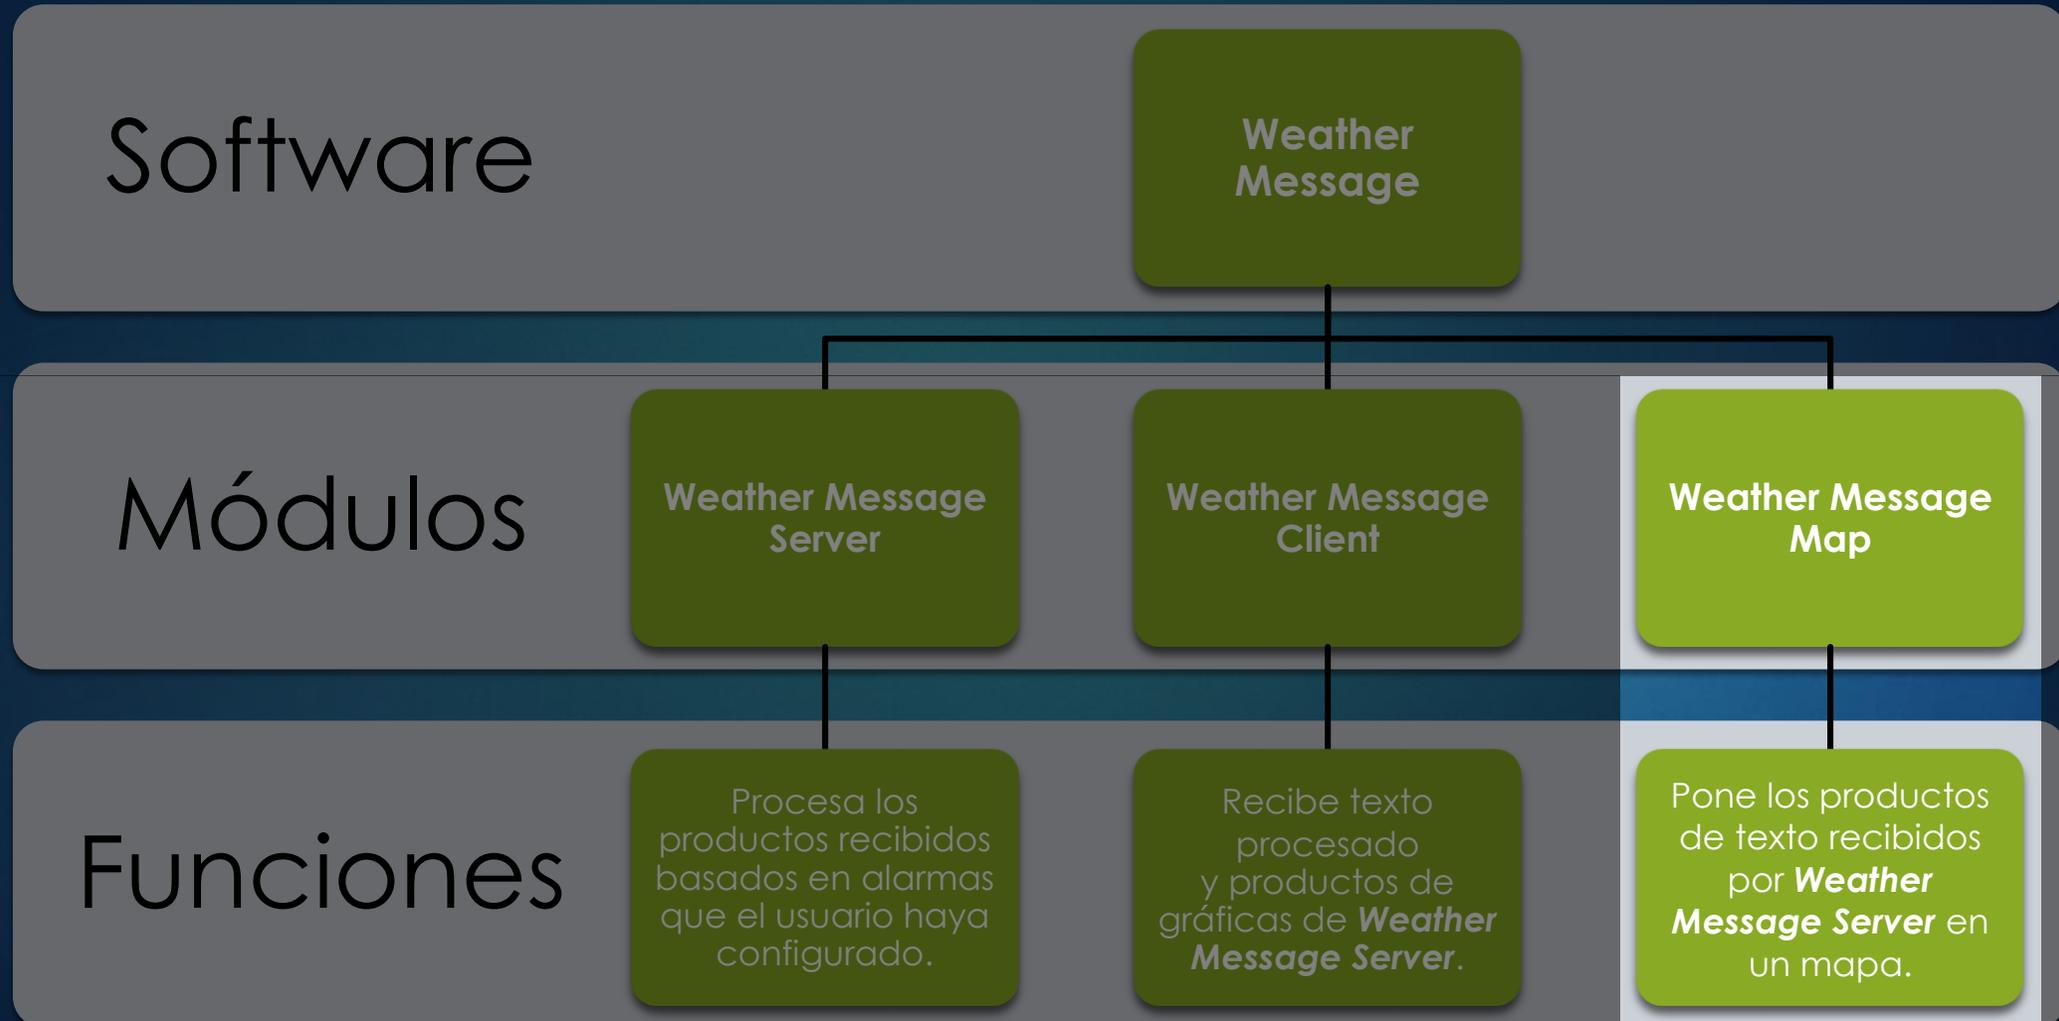 Software
Weather
Message
Módulos
Weather Message
Server
Weather Message
Client
Weather Message
Map
Funciones
Procesa los
productos recibidos
basados en alarmas
que el usuario haya
configurado.
Recibe texto
procesado
y productos de
gráficas de Weather
Message Server.
Pone los productos
de texto recibidos
por Weather
Message Server en
un mapa.